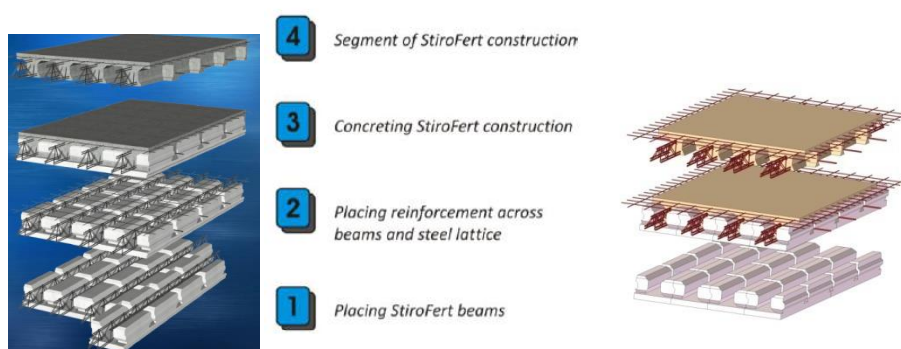 4
Segment of StiroFert construction
3
Concreting StiroFert construction
2
Placing reinforcement across
beams and steel lattice
1
Placing StiroFert beams